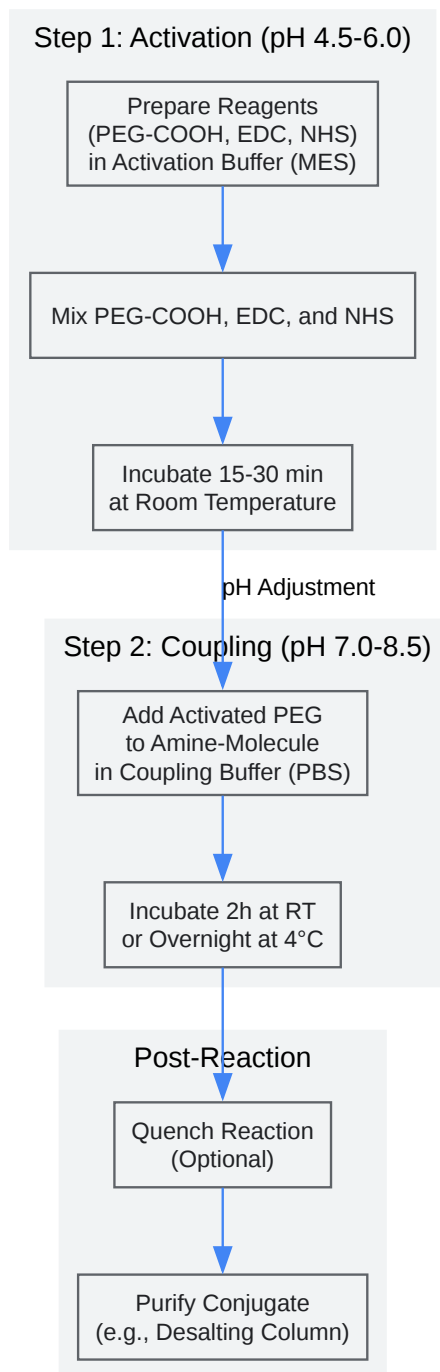 Step 1: Activation (pH 4.5-6.0)
Prepare Reagents
(PEG-COOH, EDC, NHS)
in Activation Buffer (MES)
Mix PEG-COOH, EDC, and NHS
Incubate 15-30 min
at Room Temperature
pH Adjustment
Step 2: Coupling (pH 7.0-8.5)
Add Activated PEG
to Amine-Molecule
in Coupling Buffer (PBS)
Incubate 2h at RT
or Overnight at 4°C
Post-Reaction
Quench Reaction
(Optional)
Purify Conjugate
(e.g., Desalting Column)